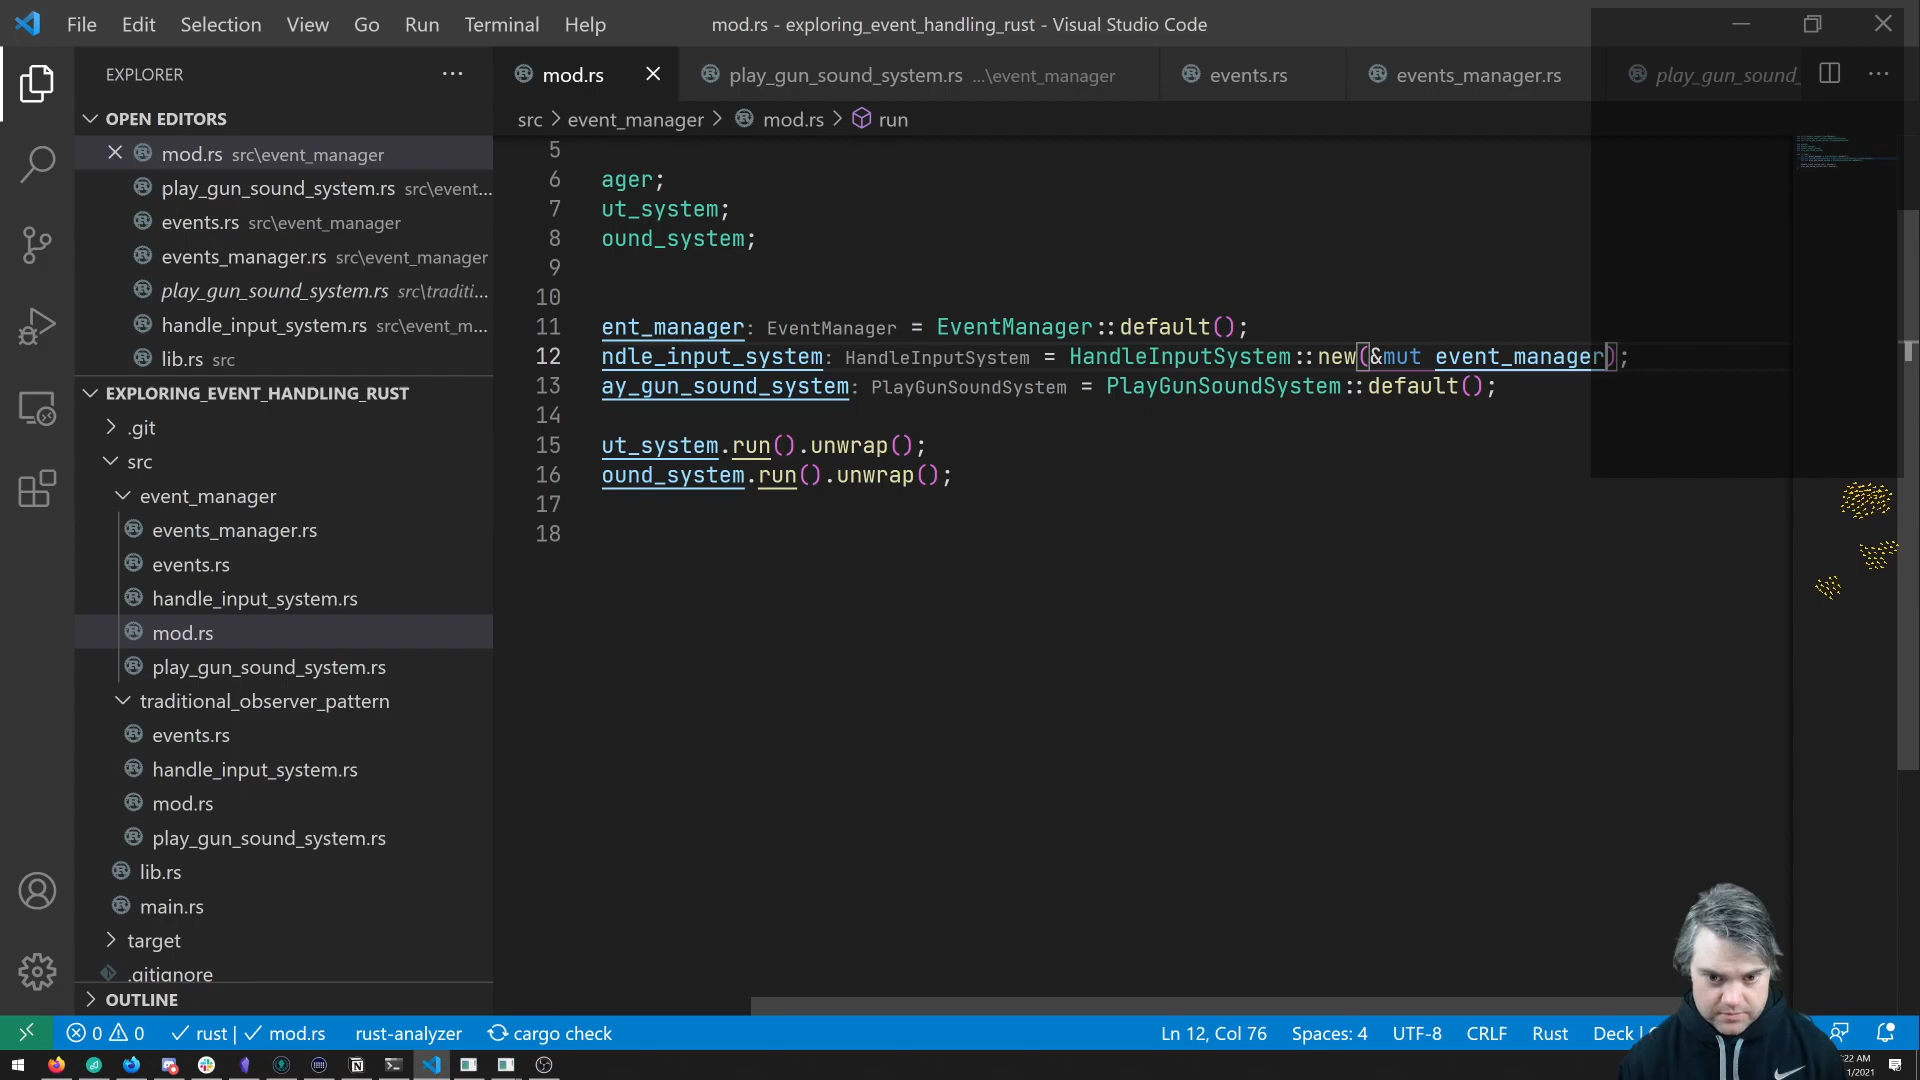 File Edit Selection View Go Run Terminal Help
mod.rs - exploring_event_handling_rust - Visual Studio Code
EXPLORER
OPEN EDITORS
mod.rs src\event_manager
play_gun_sound_system.rs src\event...
events.rs src\event_manager
events_manager.rs src\event_manager
play_gun_sound_system.rs src\traditi...
handle_input_system.rs src\event_m...
lib.rs src
EXPLORING_EVENT_HANDLING_RUST
.git
src
event_manager
events_manager.rs
events.rs
handle_input_system.rs
mod.rs
play_gun_sound_system.rs
traditional_observer_pattern
events.rs
handle_input_system.rs
mod.rs
play_gun_sound_system.rs
lib.rs
main.rs
target
.gitignore
OUTLINE
mod.rs
play_gun_sound_system.rs ...\event_manager
events.rs
events_manager.rs
play_gun_sound_
src > event_manager > mod.rs > run
5
6 ager;
7 ut_system;
8 ound_system;
9
10
11 ent_manager: EventManager = EventManager::default();
12 ndle_input_system: HandleInputSystem = HandleInputSystem::new(&mut event_manager);
13 ay_gun_sound_system: PlayGunSoundSystem = PlayGunSoundSystem::default();
14
15 ut_system.run().unwrap();
16 ound_system.run().unwrap();
17
18
0 0 rust | mod.rs rust-analyzer cargo check
Ln 12, Col 76 Spaces: 4 UTF-8 CRLF Rust Deck
:22 AM
1/2021